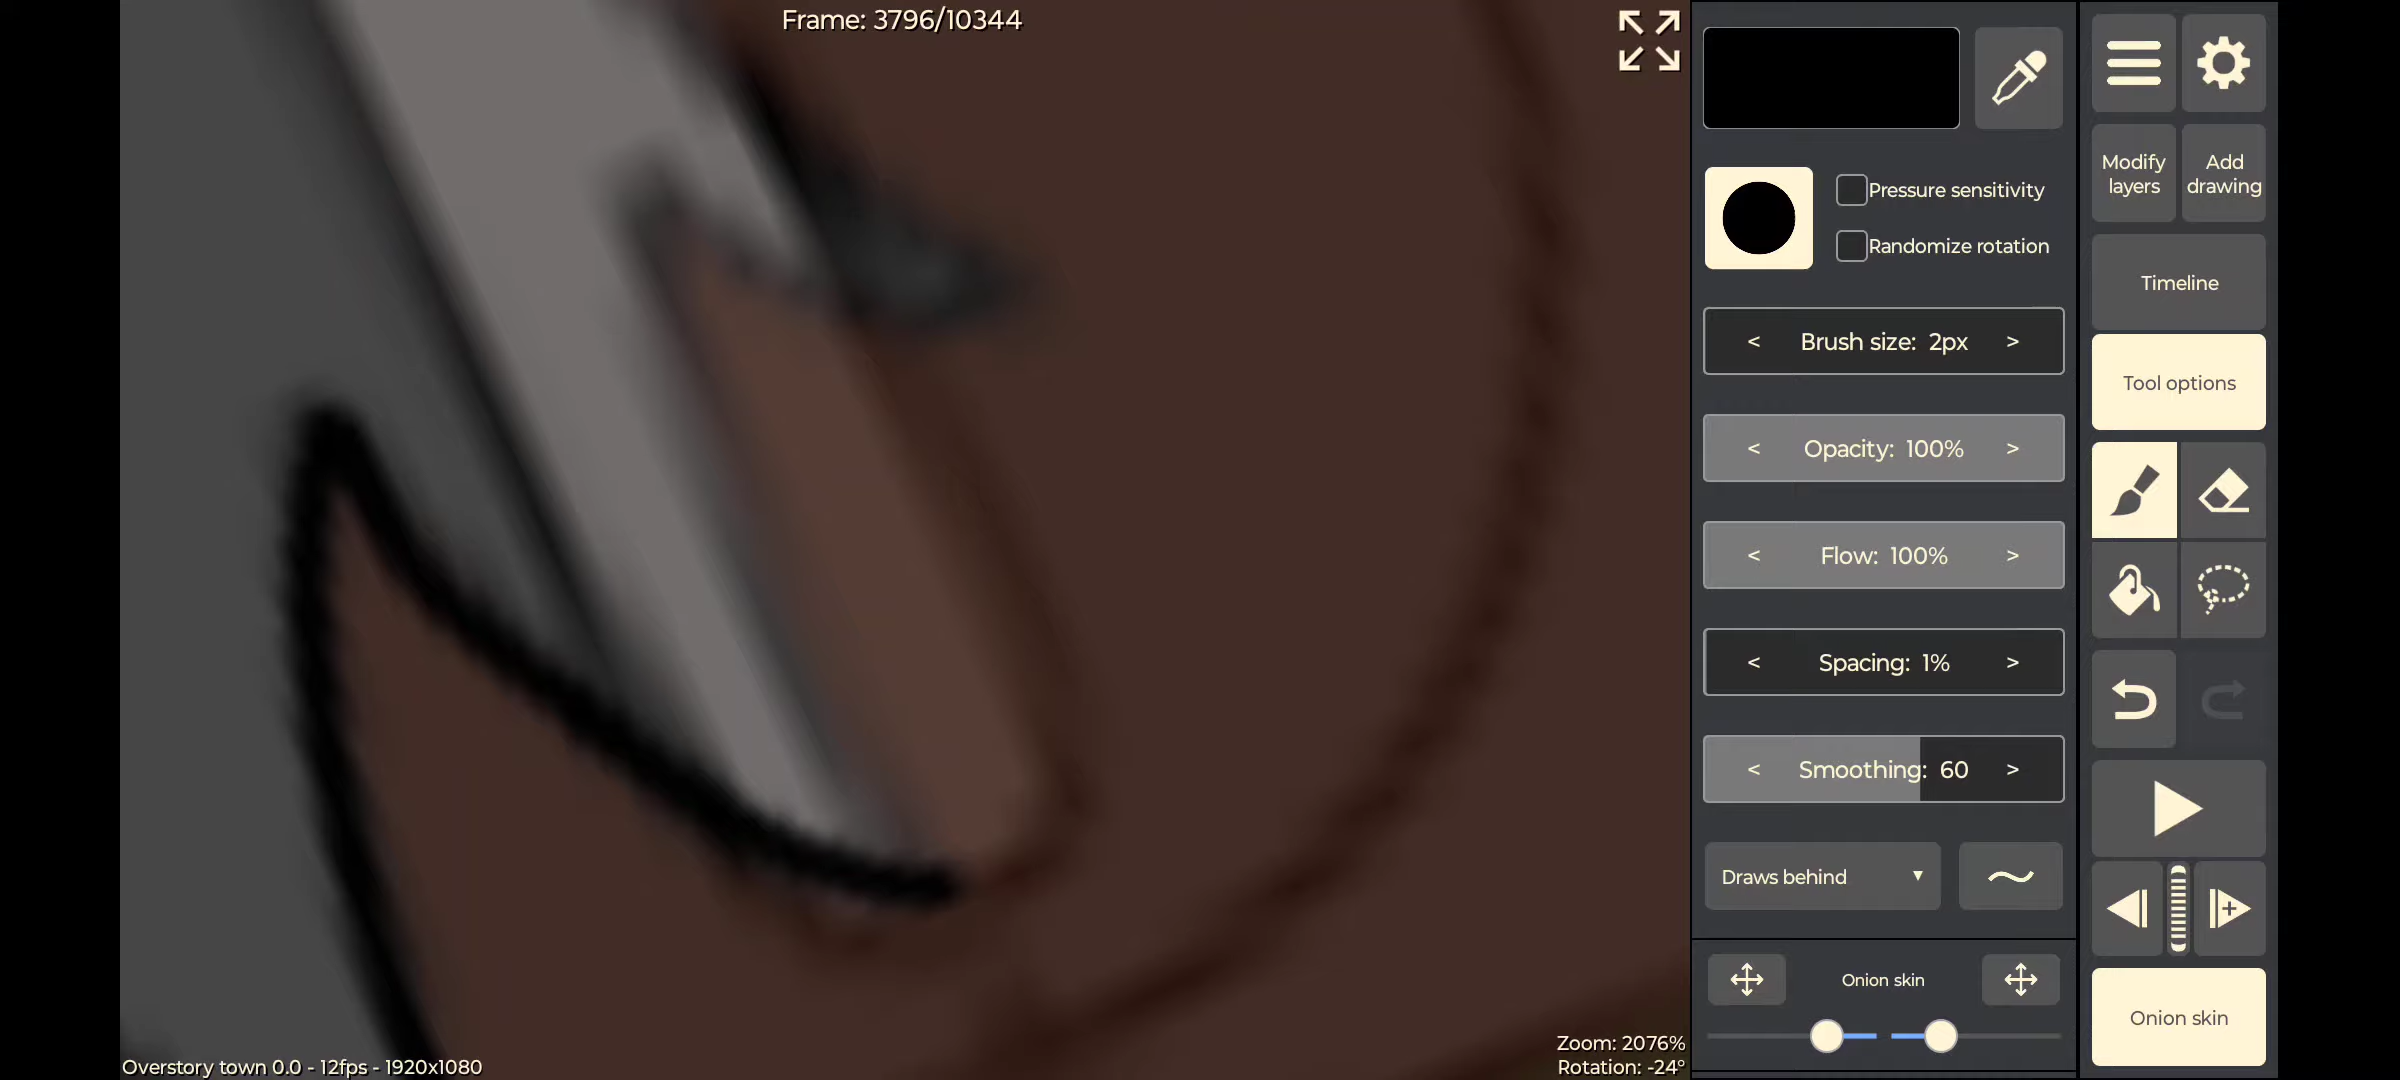 Frame: 3796/10344
Pressure sensitivity
Randomize rotation
< Brush size: 2px >
< Opacity: 100% >
< Flow: 100% >
< Spacing: 1% >
< Smoothing: 60 >
Draws behind
Onion skin
Modify
layers
Add
drawing
Timeline
Tool options
Onion skin
Overstory town 0.0 - 12fps - 1920x1080
Zoom: 2076%
Rotation: -24°